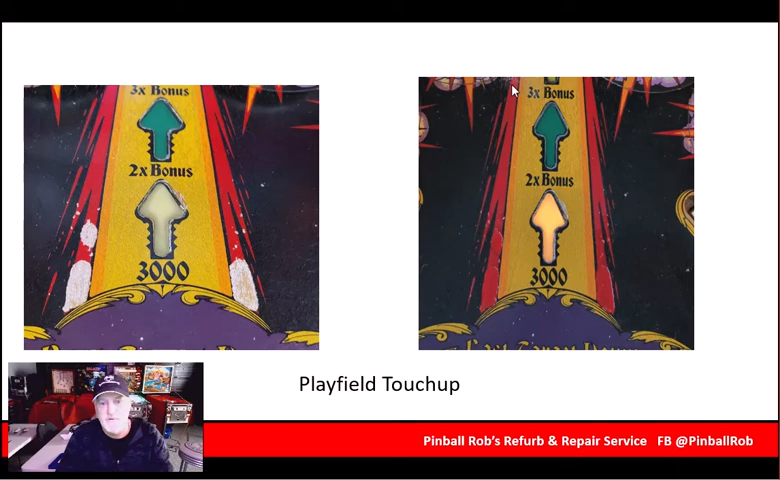 3x Bonus
2x Bonus
3000
3x Bonus
2x Bonus
3000
Playfield Touchup
Pinball Rob's Refurb & Repair Service FB @PinballRob